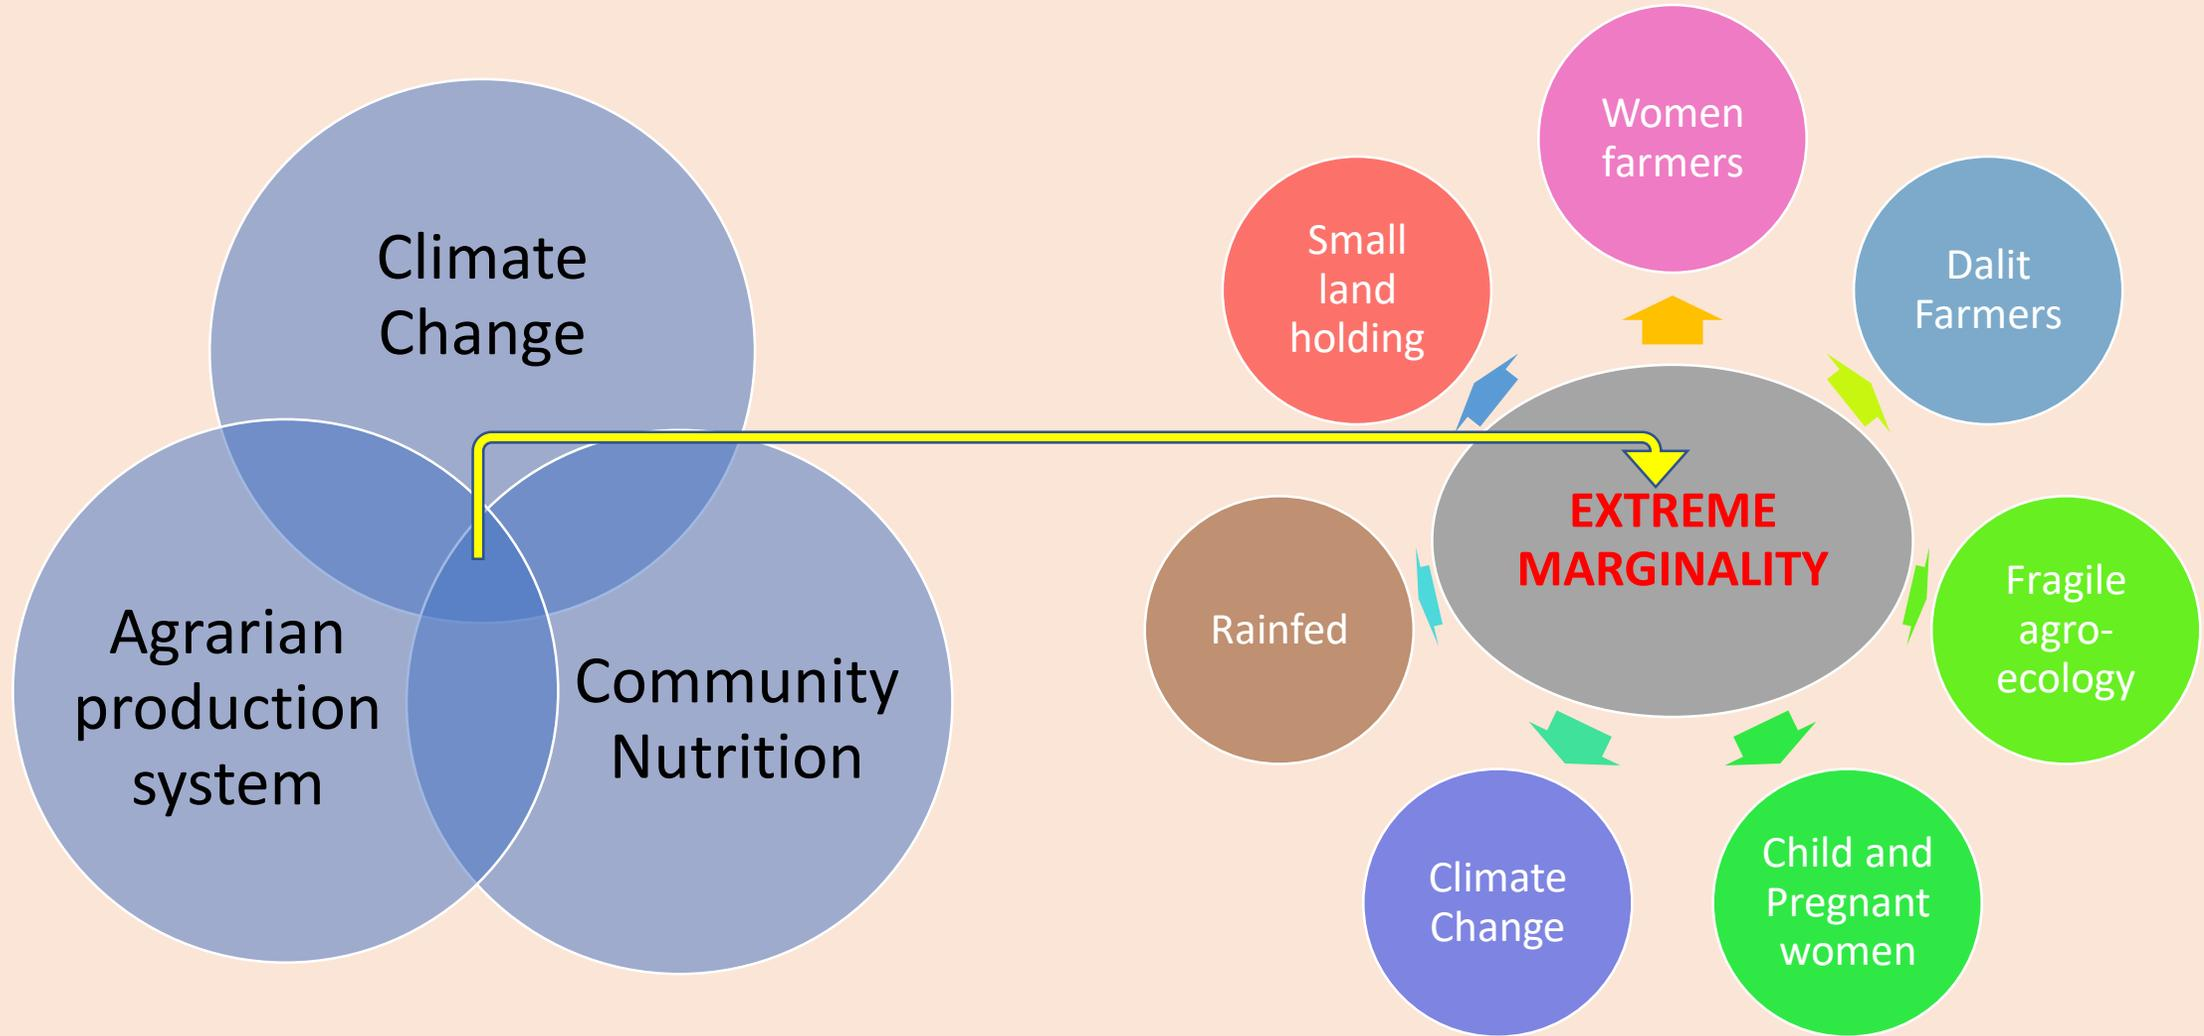 Climate
Change
Agrarian
production
system
Community
Nutrition
Women
farmers
Small
land
holding
Dalit
Farmers
EXTREME
MARGINALITY
Rainfed
Fragile
agro-
ecology
Climate
Change
Child and
Pregnant
women